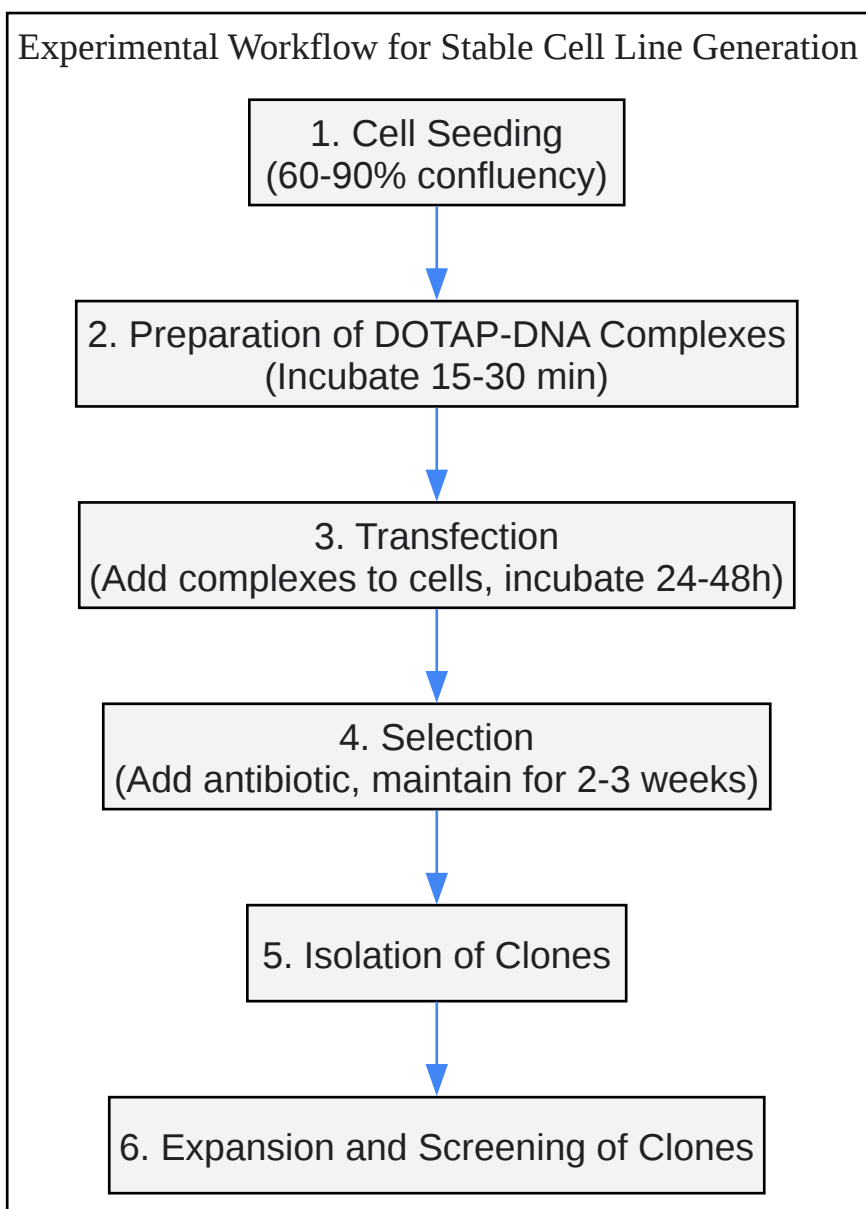 Experimental Workflow for Stable Cell Line Generation
1. Cell Seeding
(60-90% confluency)
2. Preparation of DOTAP-DNA Complexes
(Incubate 15-30 min)
3. Transfection
(Add complexes to cells, incubate 24-48h)
4. Selection
(Add antibiotic, maintain for 2-3 weeks)
5. Isolation of Clones
6. Expansion and Screening of Clones